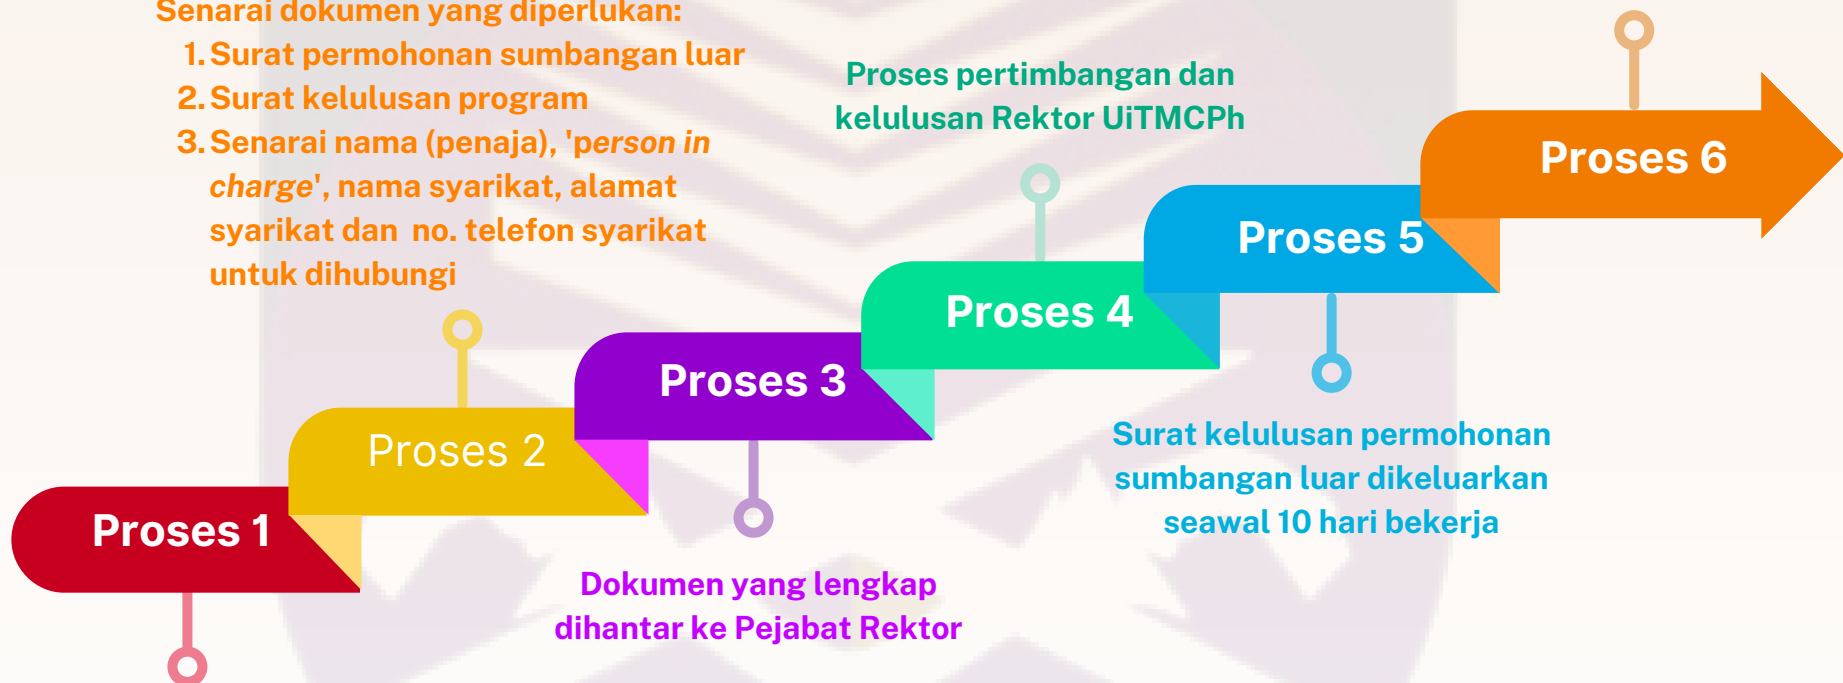 Senarai dokumen yang diperlukan:
1. Surat permohonan sumbangan luar
2. Surat kelulusan program
3. Senarai nama (penaja), 'person in
charge', nama syarikat, alamat
syarikat dan no. telefon syarikat
untuk dihubungi
Proses pertimbangan dan
kelulusan Rektor UiTMCPh
Proses 6
Proses 5
Proses 4
Proses 3
Proses 2
Proses 1
Surat kelulusan permohonan
sumbangan luar dikeluarkan
seawal 10 hari bekerja
Dokumen yang lengkap
dihantar ke Pejabat Rektor